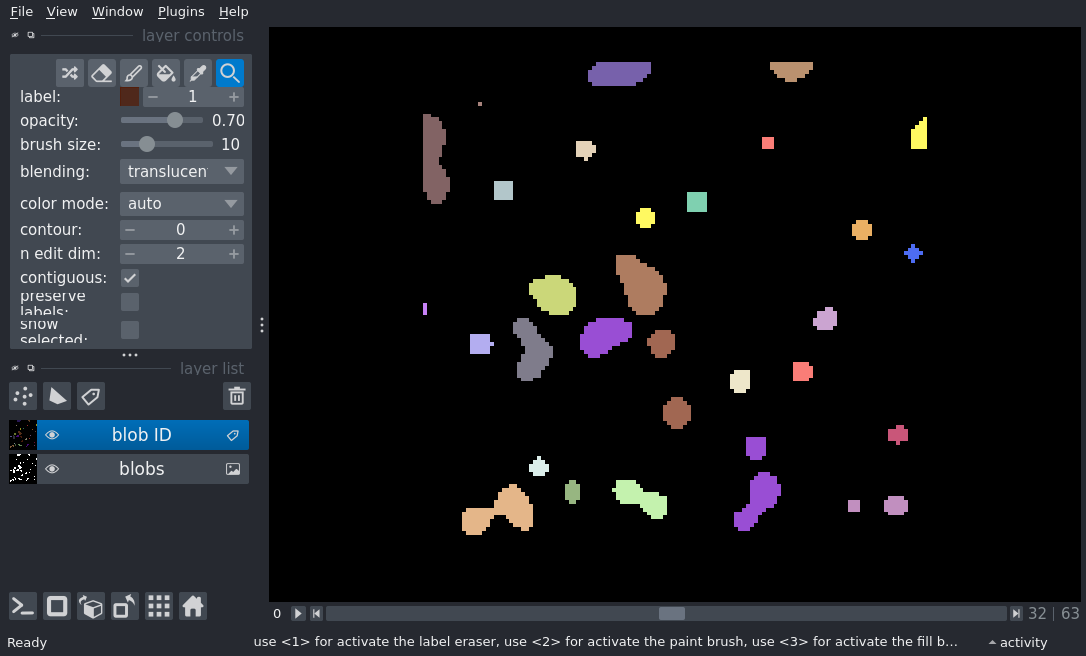 File View Window Plugins Help
layer controls
label: 1
opacity: 0.70
brush size: 10
blending: translucen
color mode: auto
contour: 0
n edit dim: 2
contiguous:
preserve
labels:
show
selected:
layer list
blob ID
blobs
0 32 | 63
Ready use <1> for activate the label eraser, use <2> for activate the paint brush, use <3> for activate the fill b... activity